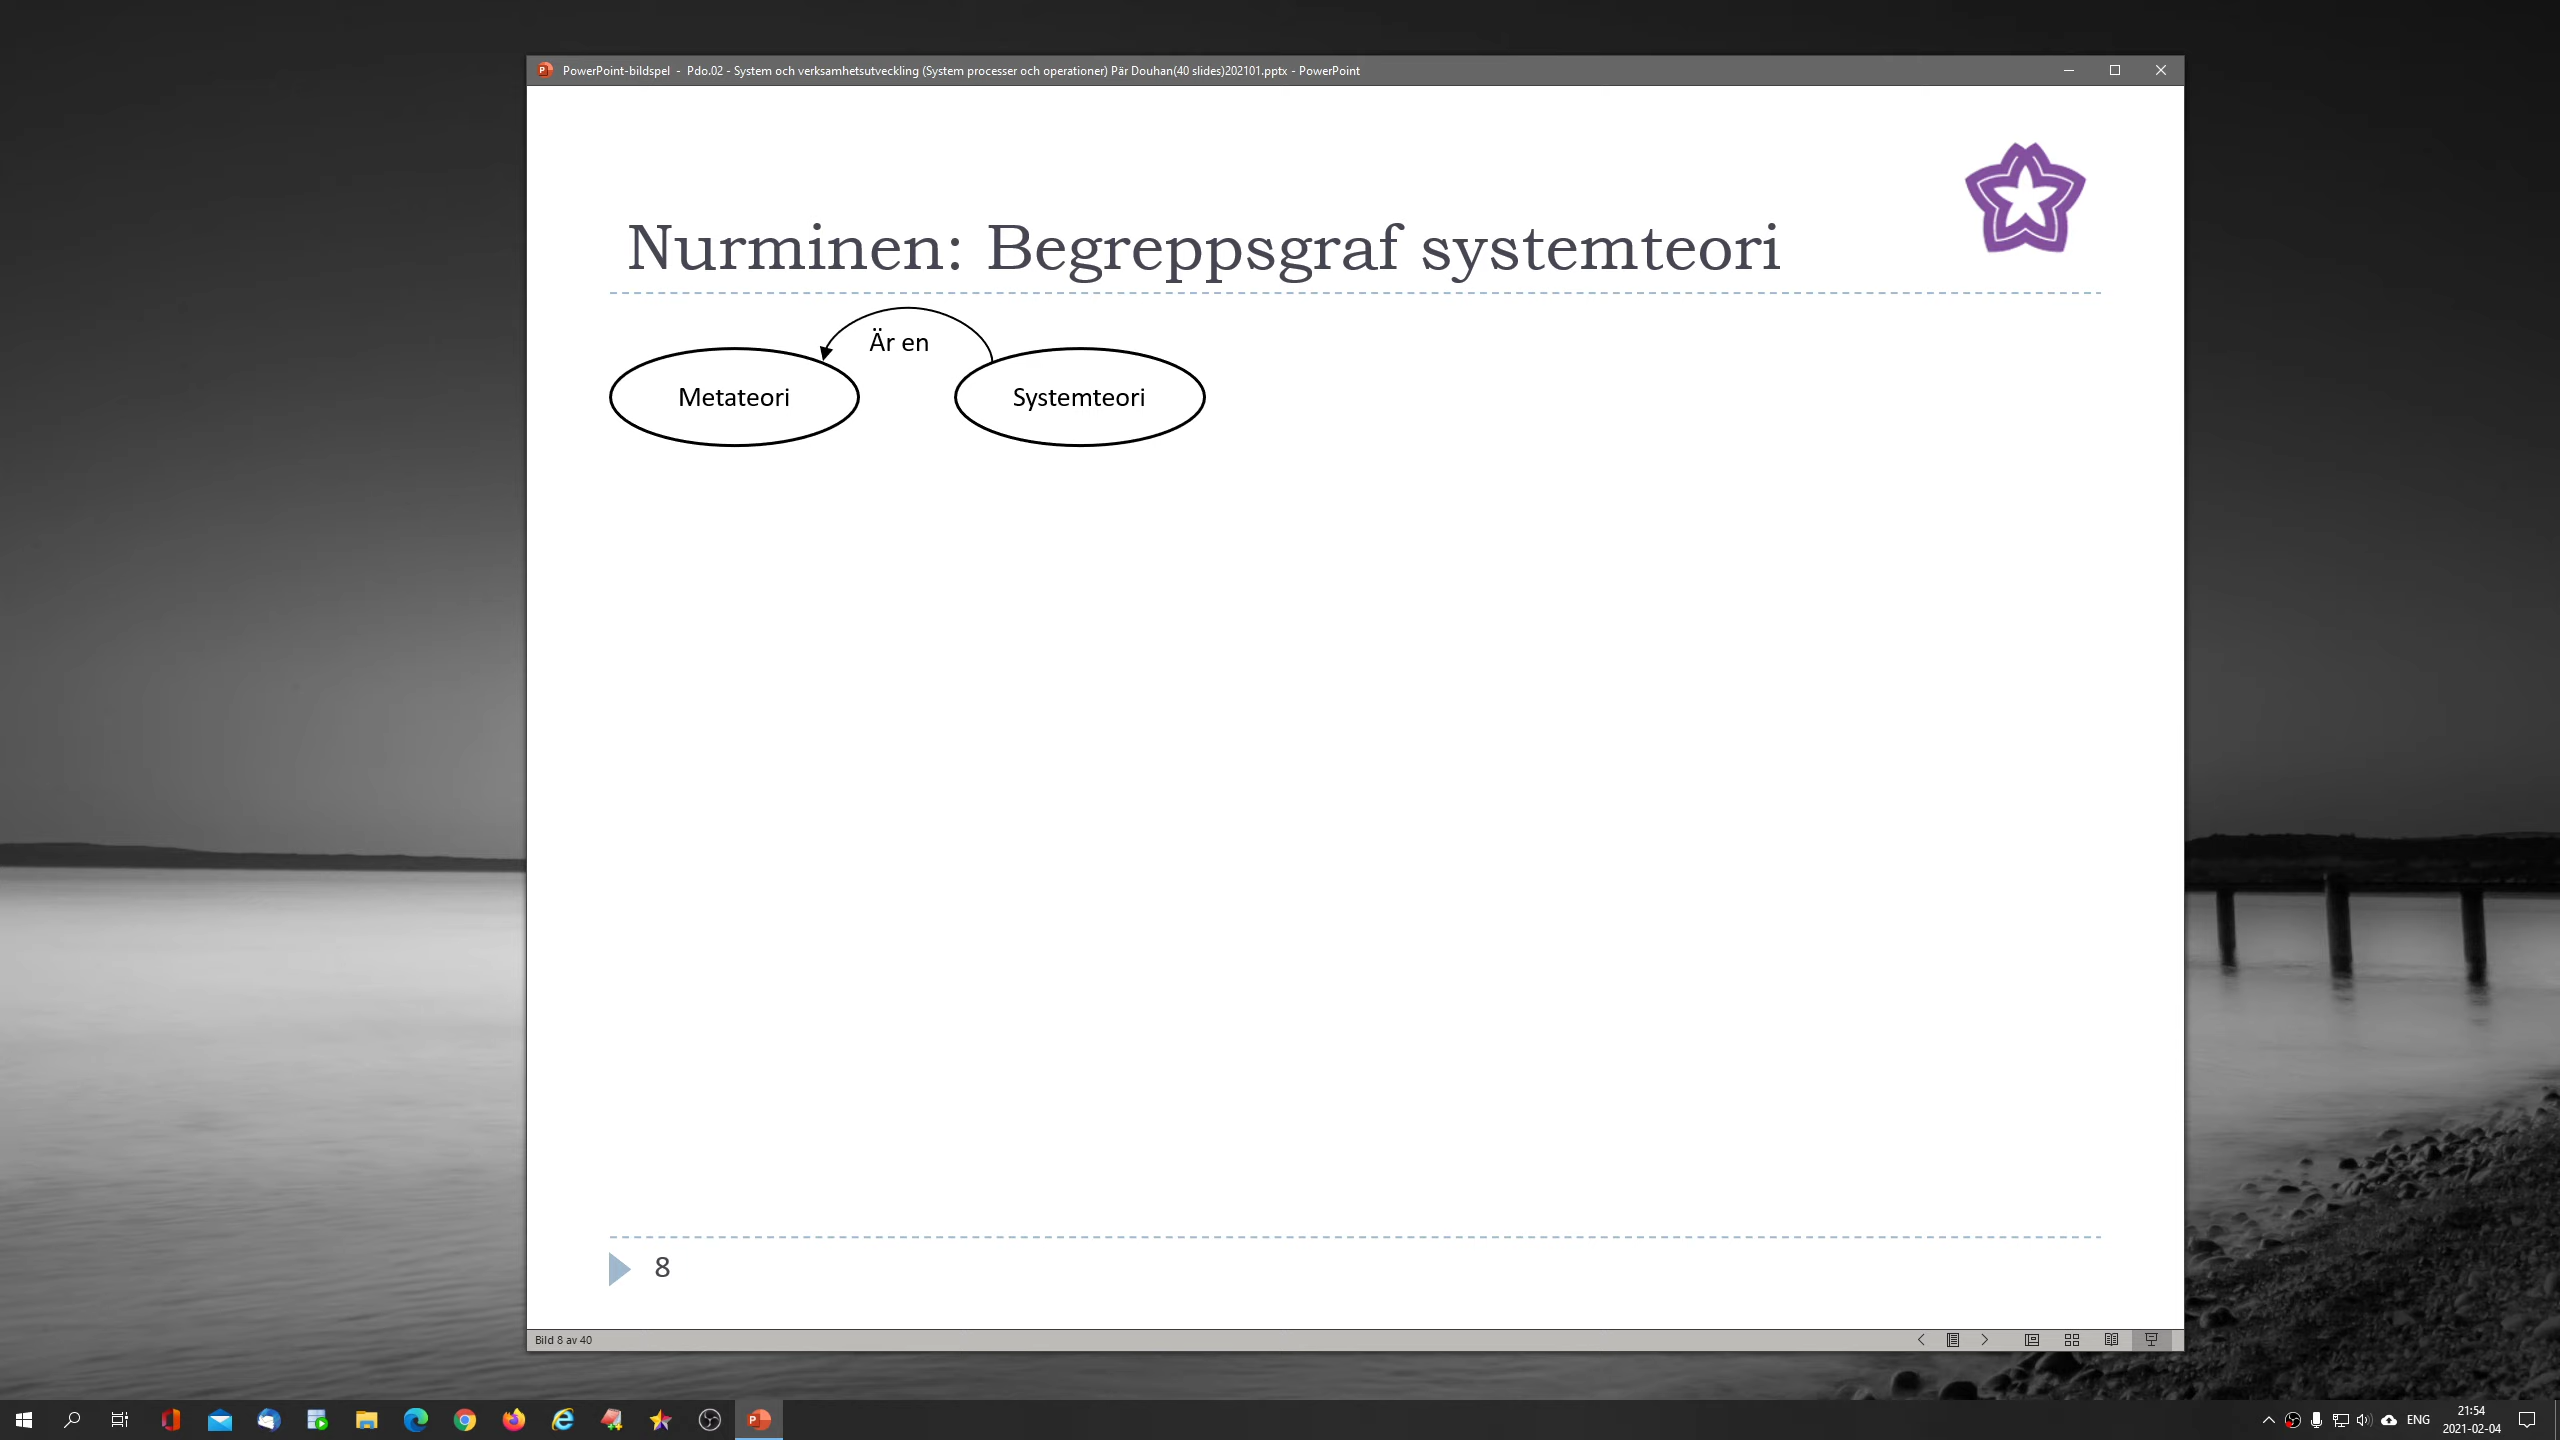 PowerPoint-bildspel - Pdo.02 - System och verksamhetsutveckling (System processer och operationer) Pär Douhan(40 slides)202101.pptx - PowerPoint
Nurminen: Begreppsgraf systemteori
Är en
Metateori
Systemteori
8
Bild 8 av 40
ENG
21:54
2021-02-04